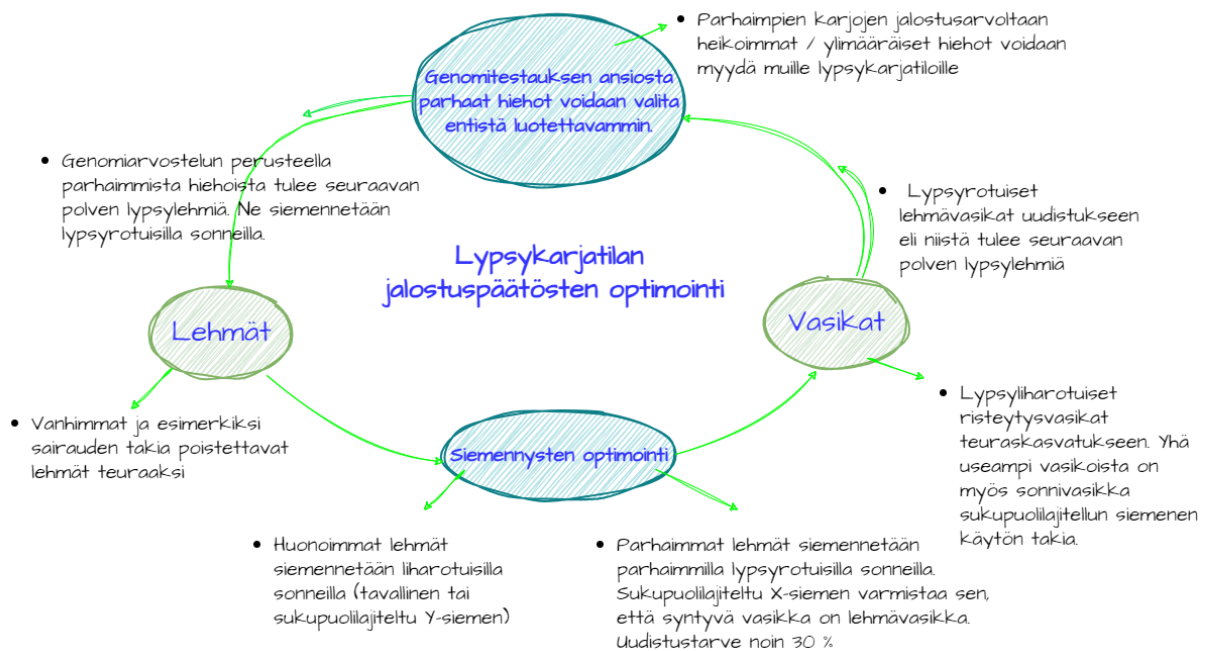 Parhaimpien karjojen jalostusarvoltaan
heikoimmat / ylimääräiset hiehot voidaan
myydä muille lypsykarjatiloille
Genomitestauksen ansiosta
parhaat hiehot voidaan valita
entistä luotettavammin.
Genomiarvostelun perusteella
parhaimmista hiehoista tulee seuraavan
polven lypsylehmiä. Ne siemennetään
lypsyrotuisilla sonneilla.
Lypsyrotuiset
lehmävasikat uudistukseen
eli niistä tulee seuraavan
polven lypsylehmiä
Lypsykarjatilan
jalostuspäätösten optimointi
Lehmät
Vasikat
Vanhimmat ja esimerkiksi
sairauden takia poistettavat
lehmät teuraaksi
Lypsyliharotuiset
risteytysvasikat
teuraskasvatukseen. Yhä
useampi vasikoista on
myös sonnivasikka
sukupuolilajitellun siemenen
käytön takia.
Siemennysten optimointi
Huonoimmat lehmät
siemennetään liharotuisilla
sonneilla (tavallinen tai
sukupuolilajiteltu Y-siemen)
Parhaimmat lehmät siemennetään
parhaimmilla lypsyrotuisilla sonneilla.
Sukupuolilajiteltu X-siemen varmistaa sen,
että syntyvä vasikka on lehmävasikka.
Uudistustarve noin 30 %